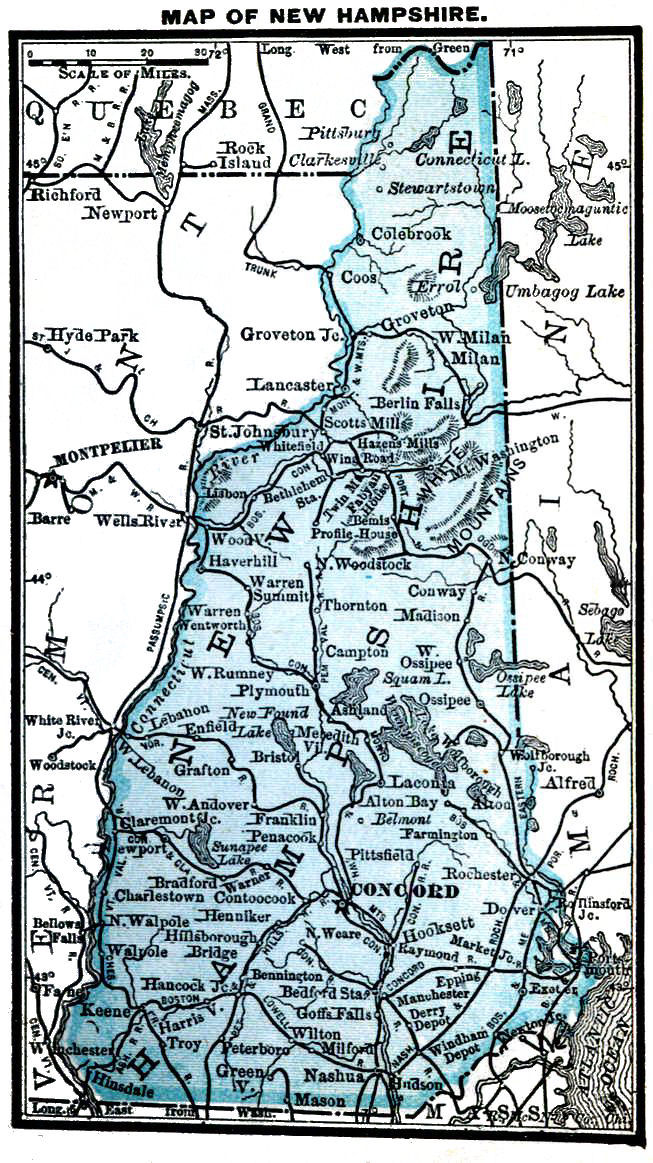 MAP OF NEW HAMPSHIRE.
0 10 20 30
SCALE OF MILES.
72° Long. West from Green 71°
QUEBEC
MASS.
GRAND
M & B R.R.
Memphremagog
Rock
Island
Pittsburg
Clarkesville
Connecticut L.
45°
45°
Richford
Newport
Stewartstown
Moosetocmaguntic
Lake
Colebrook
TRUNK
Coos
Errol
Umbagog Lake
Hyde Park
Groveton Jc.
Groveton
W. Milan
Milan
Lancaster
& W. MTS.
Berlin Falls
St. Johnsbury
Scotts Mill
Whitefield
Hazens Mills
Wing Road
MONTPELIER
River
Mt. Washington
WHITE
MOUNTAINS
Lisbon
Bethlehem
Sta.
Twin Mt.
Fabyan
House
Barre
M. & W. R.
Wells River
Bemis
Profile-House
Wood V.
Haverhill
N. Woodstock
N. Conway
44°
Warren
Summit
Conway
PASSUMPSIC
Warren
Wentworth
Thornton
Madison
Sebago
Lake
Connecticut
Campton
W.
Ossipee
W. Rumney
Squam L.
Ossipee
Lake
Plymouth
Ossipee
White River
Jc.
Lebanon
Enfield
New Found
Lake
Ashland
Meredith
Vil.
Woodstock
W. Lebanon
Grafton
Bristol
Wolfborough
Wolfborough
Jc.
Laconia
Alfred
W. Andover
Alton Bay
Alton
EASTERN
Claremont Jc.
Franklin
Belmont
Newport
Penacook
Farmington
Sunapee
Lake
Pittsfield
Bradford
Warner
Rochester
Charlestown
Contoocook
CONCORD
Bellows
Falls
N. Walpole
Henniker
Dover
Rollinsford
Jc.
Walpole
Hillsborough
Bridge
N. Weare
Hooksett
Raymond
Market Jc.
Portsmouth
43°
Hancock Jc.
Bennington
CONCORD
Epping
Exeter
Keene
BOSTON
Bedford Sta.
Manchester
Harris V.
Goffs Falls
Derry
Depot
Newton Jc.
Winchester
Troy
LOWELL
Wilton
Peterboro
Milford
Windham
Depot
ATLANTIC
OCEAN
Green
V.
Nashua
Hudson
Hinsdale
Mason
Long. East from Wash.
NEW HAMPSHIRE
VERMONT
MAINE